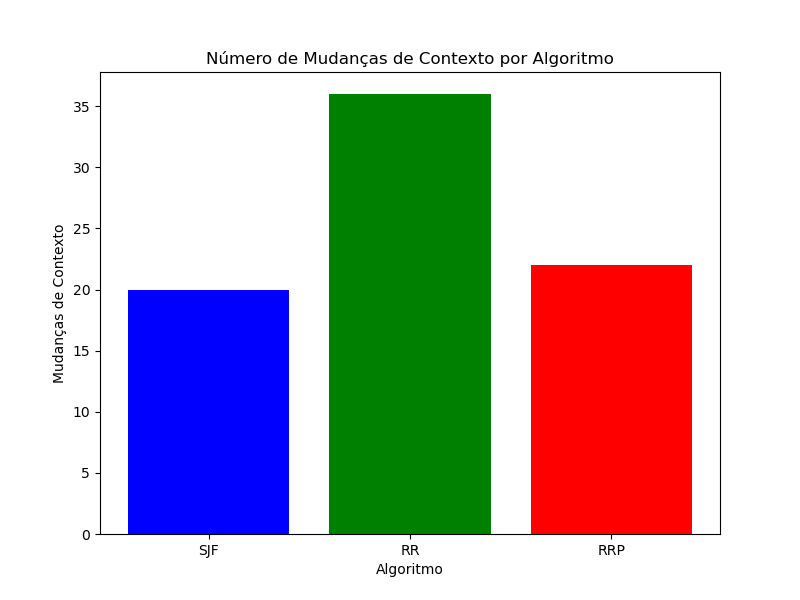 Número de Mudanças de Contexto por Algoritmo
Mudanças de Contexto
35
30
25
20
15
10
5
0
SJF
RR
RRP
Algoritmo